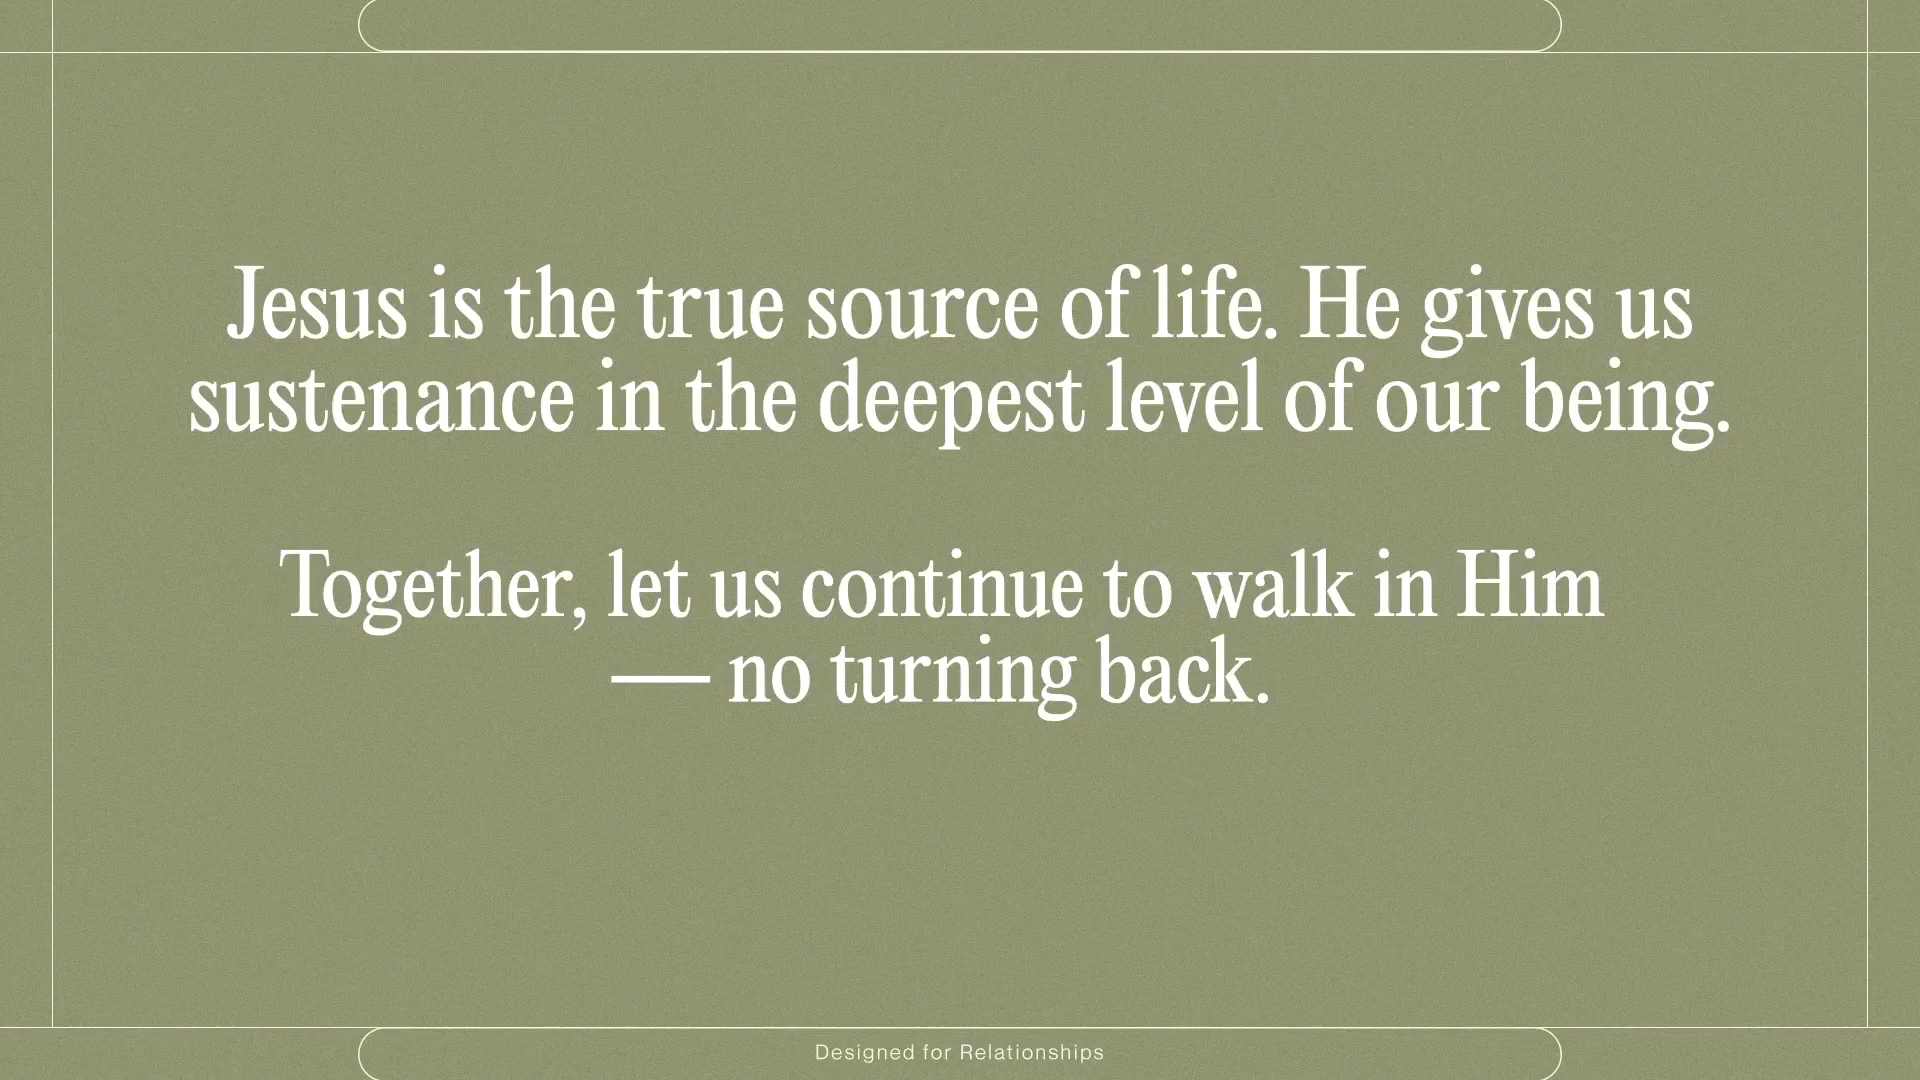 Jesus is the true source of life. He gives us
sustenance in the deepest level of our being.
Together, let us continue to walk in Him
— no turning back.
Designed for Relationships